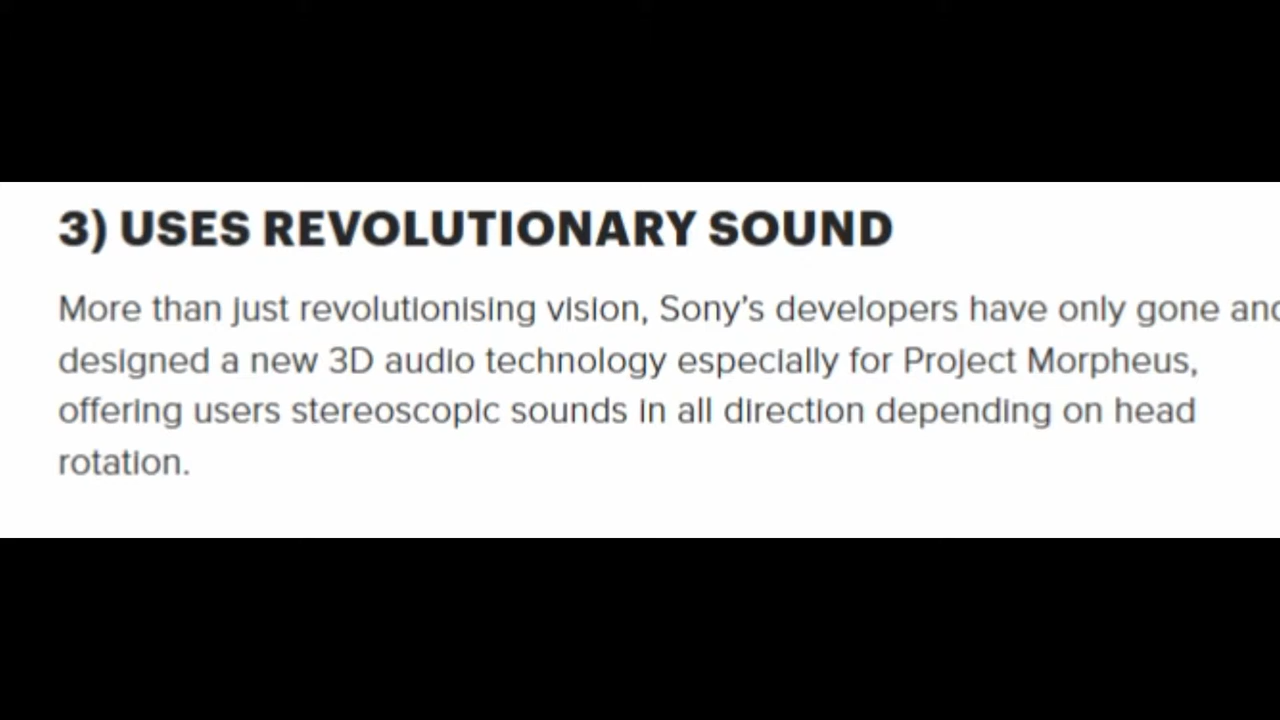 3) USES REVOLUTIONARY SOUND
More than just revolutionising vision, Sony’s developers have only gone and
designed a new 3D audio technology especially for Project Morpheus,
offering users stereoscopic sounds in all direction depending on head
rotation.